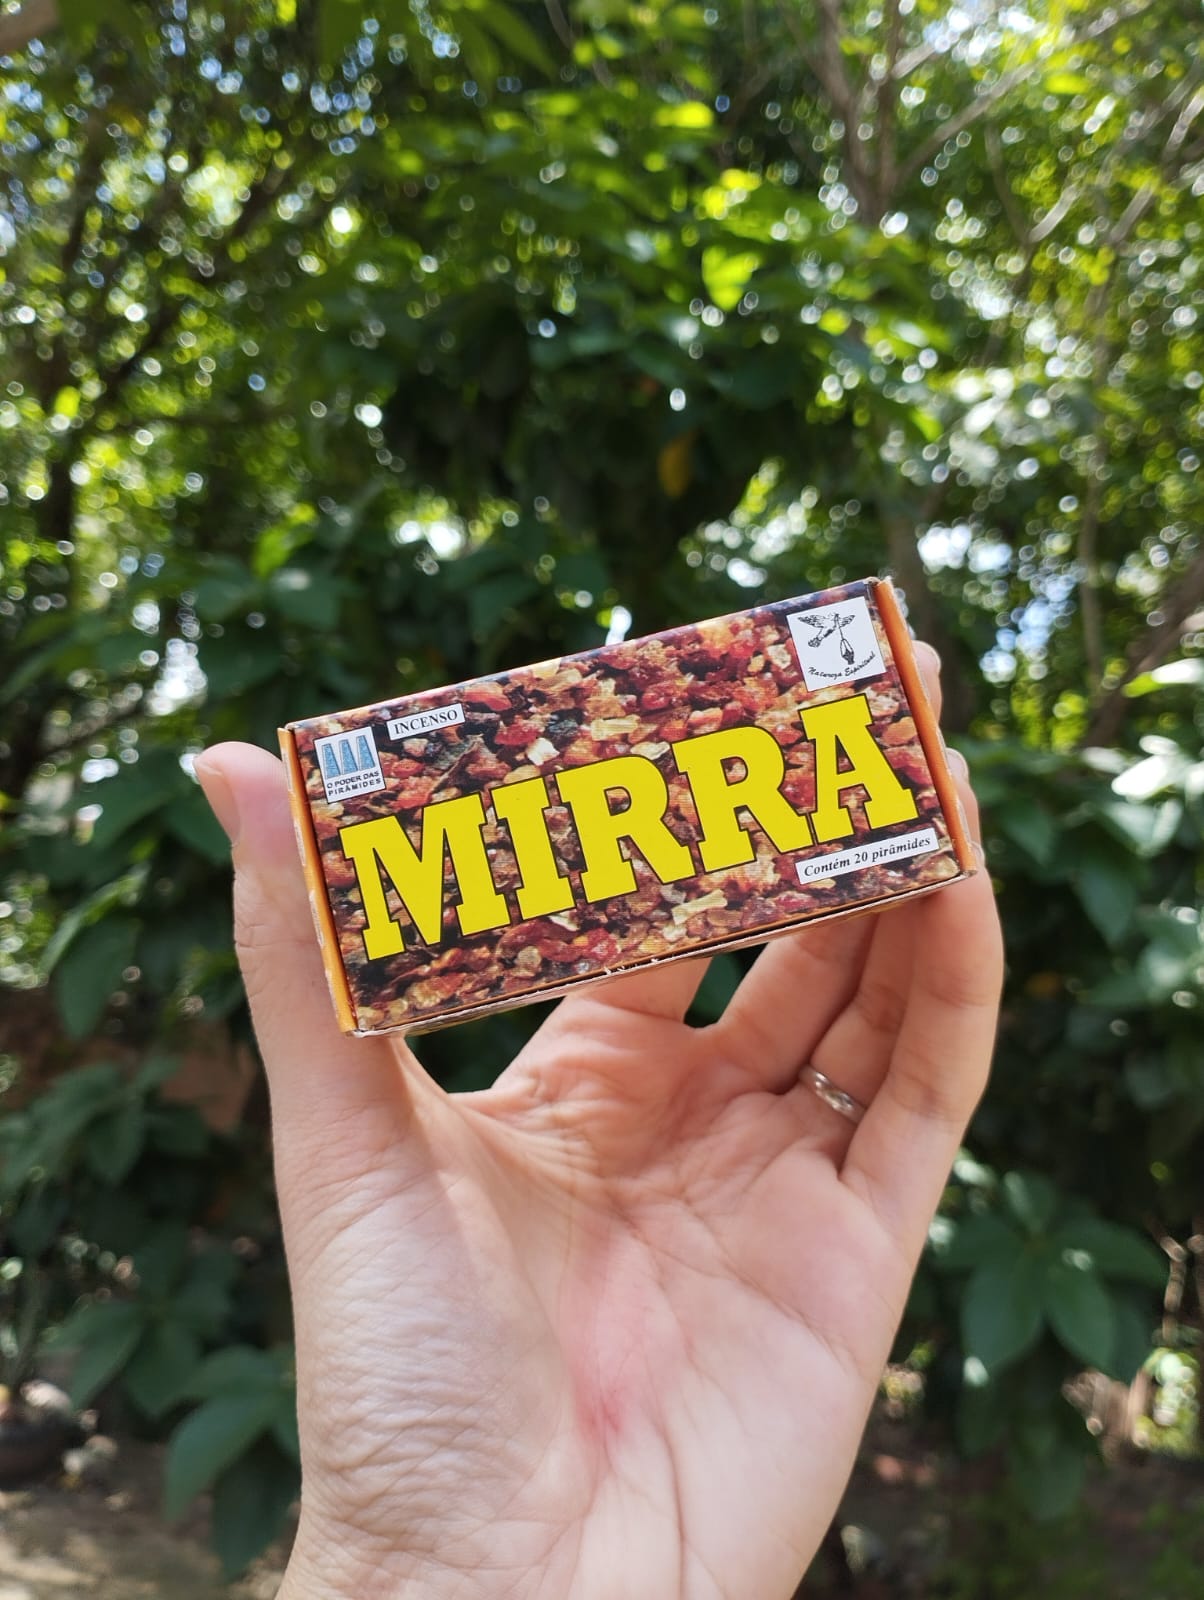 INCENSO
O PODER DAS
PIRÂMIDES
Natureza Espiritual
MIRRA
Contém 20 pirâmides